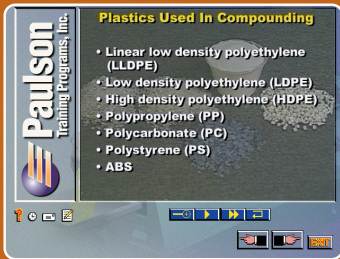 Paulson
Training Programs, Inc.
Plastics Used In Compounding
• Linear low density polyethylene
(LLDPE)
• Low density polyethylene (LDPE)
• High density polyethylene (HDPE)
• Polypropylene (PP)
• Polycarbonate (PC)
• Polystyrene (PS)
• ABS
EXIT